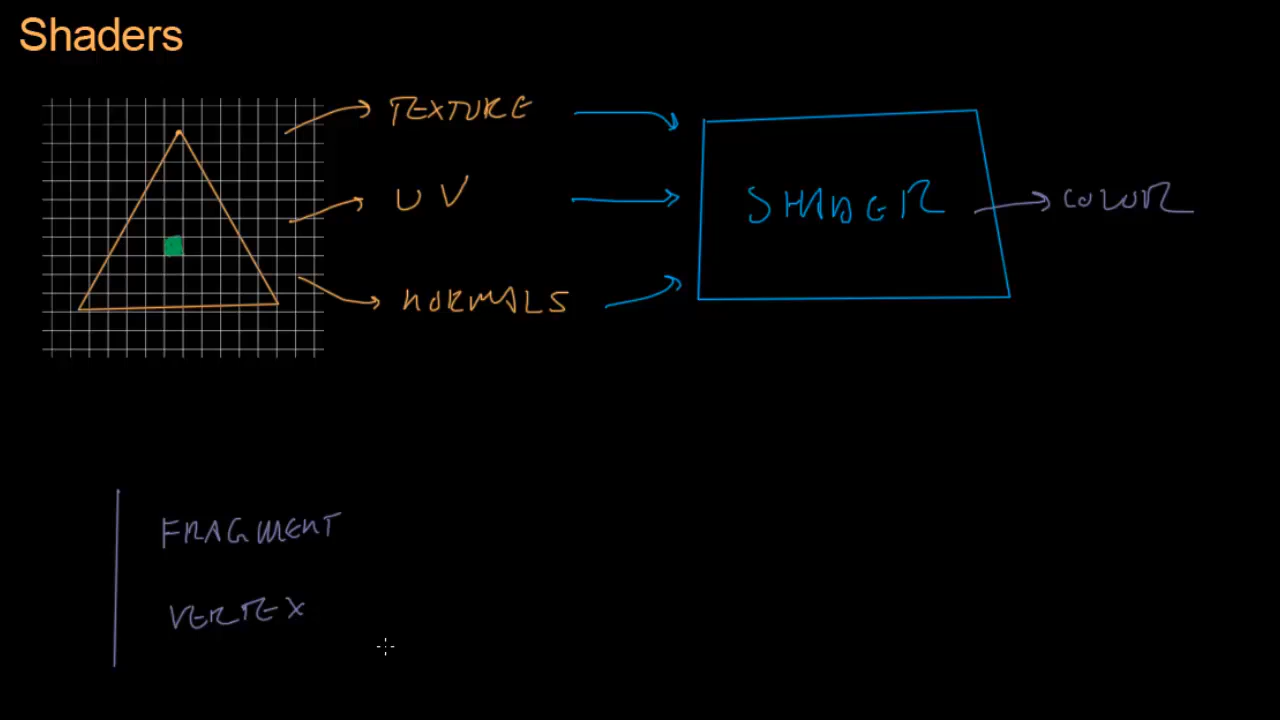 Shaders
TEXTURE
UV
SHADER
COLOR
NORMALS
FRAGMENT
VERTEX